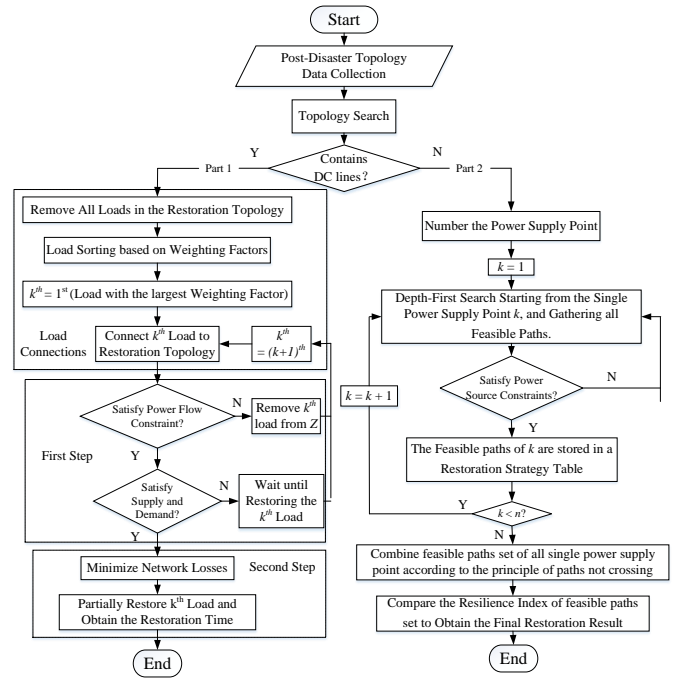 Start
Post-Disaster Topology
Data Collection
Topology Search
Contains
DC lines?
Y
Part 1
N
Part 2
Remove All Loads in the Restoration Topology
Load Sorting based on Weighting Factors
kth = 1st (Load with the largest Weighting Factor)
Load
Connections
Connect kth Load to
Restoration Topology
kth
= (k+1)th
First Step
Satisfy Power Flow
Constraint?
N
Remove kth
load from Z
Y
Satisfy
Supply and
Demand?
N
Wait until
Restoring the
kth Load
Y
Minimize Network Losses
Second Step
Partially Restore kth Load and
Obtain the Restoration Time
End
Number the Power Supply Point
k = 1
Depth-First Search Starting from the Single
Power Supply Point k, and Gathering all
Feasible Paths.
k = k + 1
Satisfy Power
Source Constraints?
N
Y
The Feasible paths of k are stored in a
Restoration Strategy Table
Y
k < n?
N
Combine feasible paths set of all single power supply
point according to the principle of paths not crossing
Compare the Resilience Index of feasible paths
set to Obtain the Final Restoration Result
End